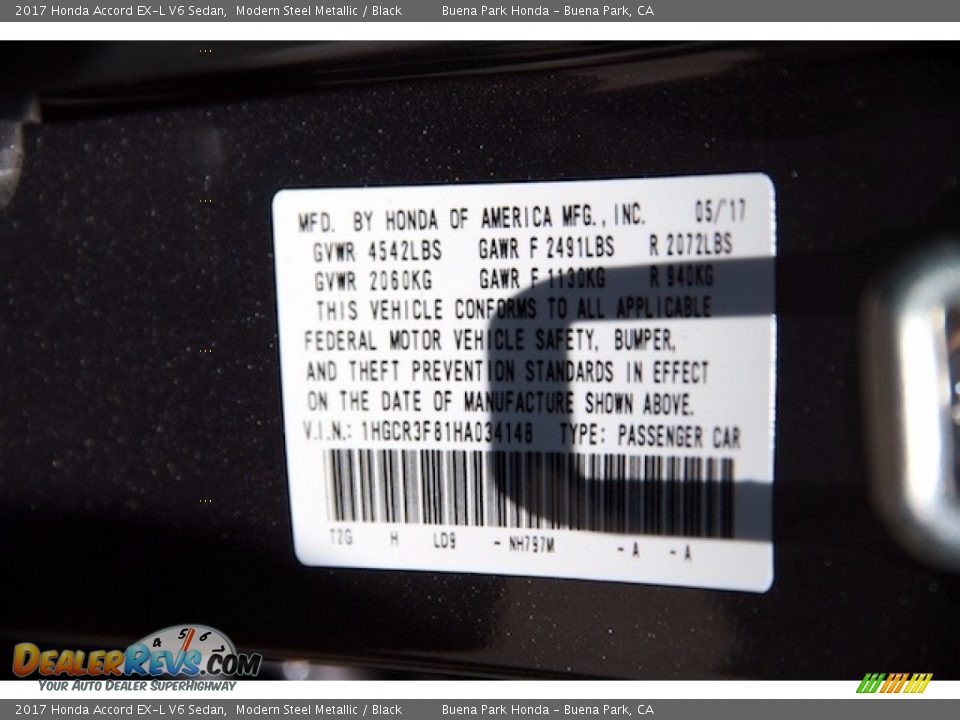 2017 Honda Accord EX-L V6 Sedan, Modern Steel Metallic / Black Buena Park Honda - Buena Park, CA
MFD. BY HONDA OF AMERICA MFG., INC. 05/'17
GVWR 4542LBS GAWR F 2491LBS R 2072LBS
GVWR 2060KG GAWR F 1130KG R 940KG
THIS VEHICLE CONFORMS TO ALL APPLICABLE
FEDERAL MOTOR VEHICLE SAFETY, BUMPER,
AND THEFT PREVENTION STANDARDS IN EFFECT
ON THE DATE OF MANUFACTURE SHOWN ABOVE.
V.I.N.: 1HGCR3F81HA034148 TYPE: PASSENGER CAR
T2G H LD9 - NH797M - A - A
4 5 6
DEALERREVS.COM
YOUR AUTO DEALER SUPERHIGHWAY
2017 Honda Accord EX-L V6 Sedan, Modern Steel Metallic / Black Buena Park Honda - Buena Park, CA